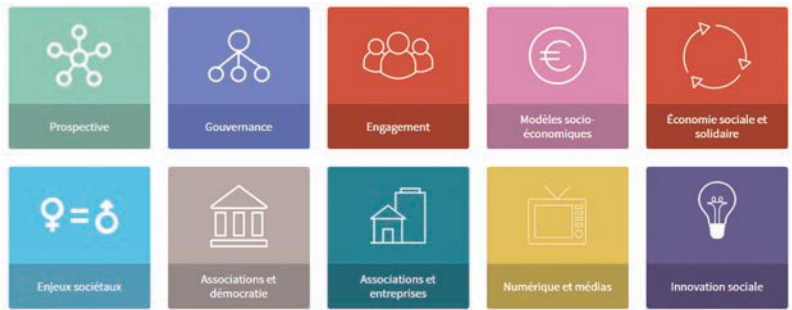 Prospective
Gouvernance
Engagement
Modèles socio-
économiques
Économie sociale et
solidaire
Enjeux sociétaux
Associations et
démocratie
Associations et
entreprises
Numérique et médias
Innovation sociale